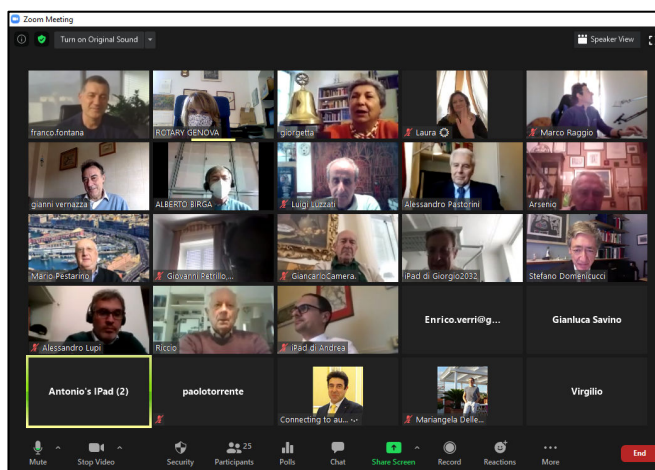 Zoom Meeting
Turn on Original Sound
Speaker View
franco.fontana
ROTARY GENOVA
giorgetta
Laura
Marco Raggio
gianni vernazza
ALBERTO BIRGA
Luigi Luzzati
Alessandro Pastorini
Arsenio
Mario Pestarino
Giovanni Petrillo,...
GiancarloCamera.
iPad di Giorgio2032
Stefano Domenicucci
Alessandro Lupi
Riccio
iPad di Andrea
Enrico.verri@g...
Gianluca Savino
Antonio's IPad (2)
paolotorrente
Connecting to au...
Mariangela Delle...
Virgilio
25
Mute
Stop Video
Security
Participants
Polls
Chat
Share Screen
Record
Reactions
More
End